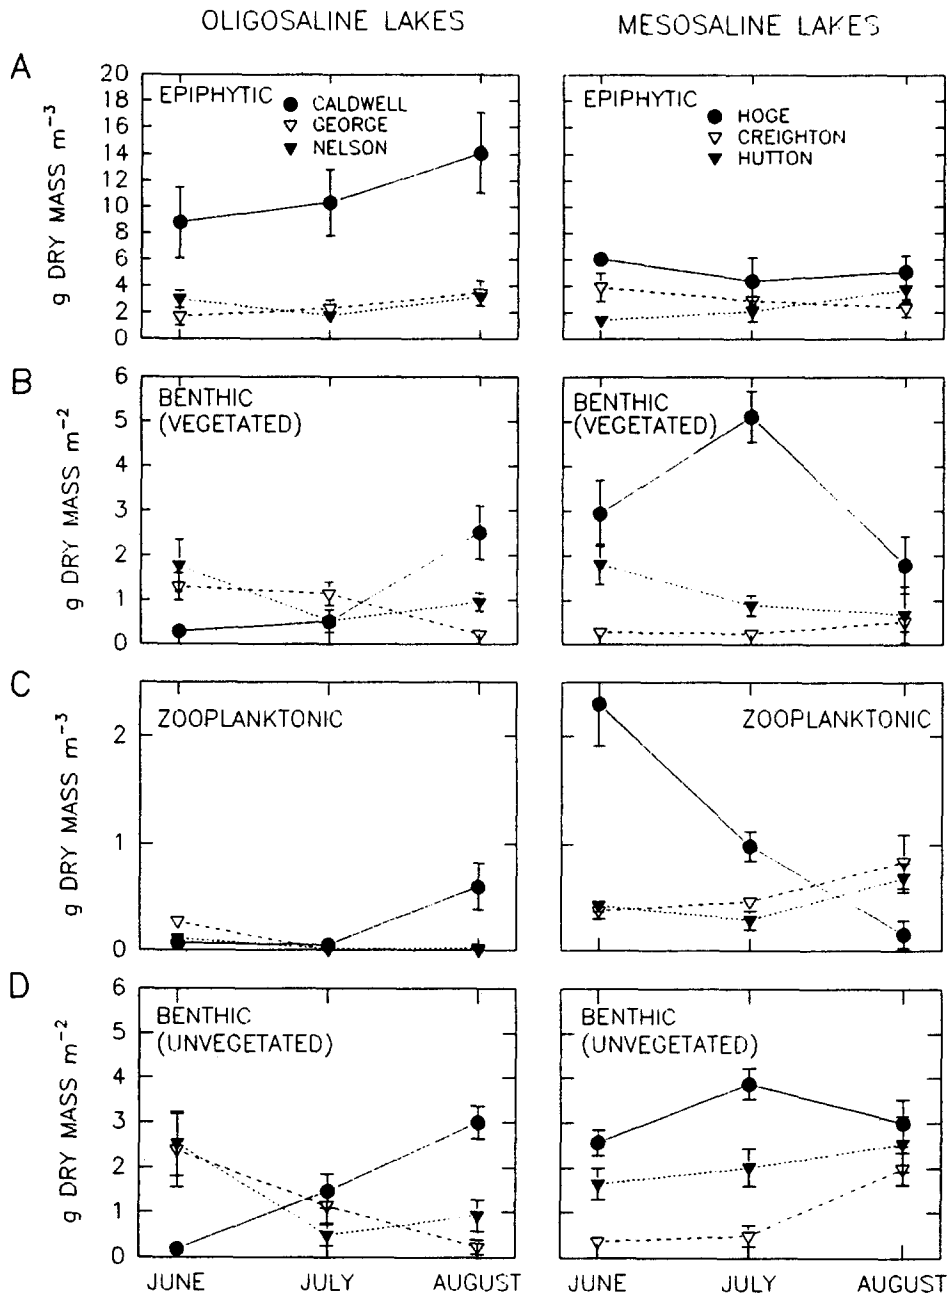 OLIGOSALINE LAKES
MESOSALINE LAKES
A
g DRY MASS m⁻³
20
18
16
14
12
10
8
6
4
2
0
EPIPHYTIC
CALDWELL
GEORGE
NELSON
EPIPHYTIC
HOGE
CREIGHTON
HUTTON
B
g DRY MASS m⁻²
6
5
4
3
2
1
0
BENTHIC
(VEGETATED)
BENTHIC
(VEGETATED)
C
g DRY MASS m⁻³
2
1
0
ZOOPLANKTONIC
ZOOPLANKTONIC
D
g DRY MASS m⁻²
6
5
4
3
2
1
0
BENTHIC
(UNVEGETATED)
BENTHIC
(UNVEGETATED)
JUNE JULY AUGUST
JUNE JULY AUGUST